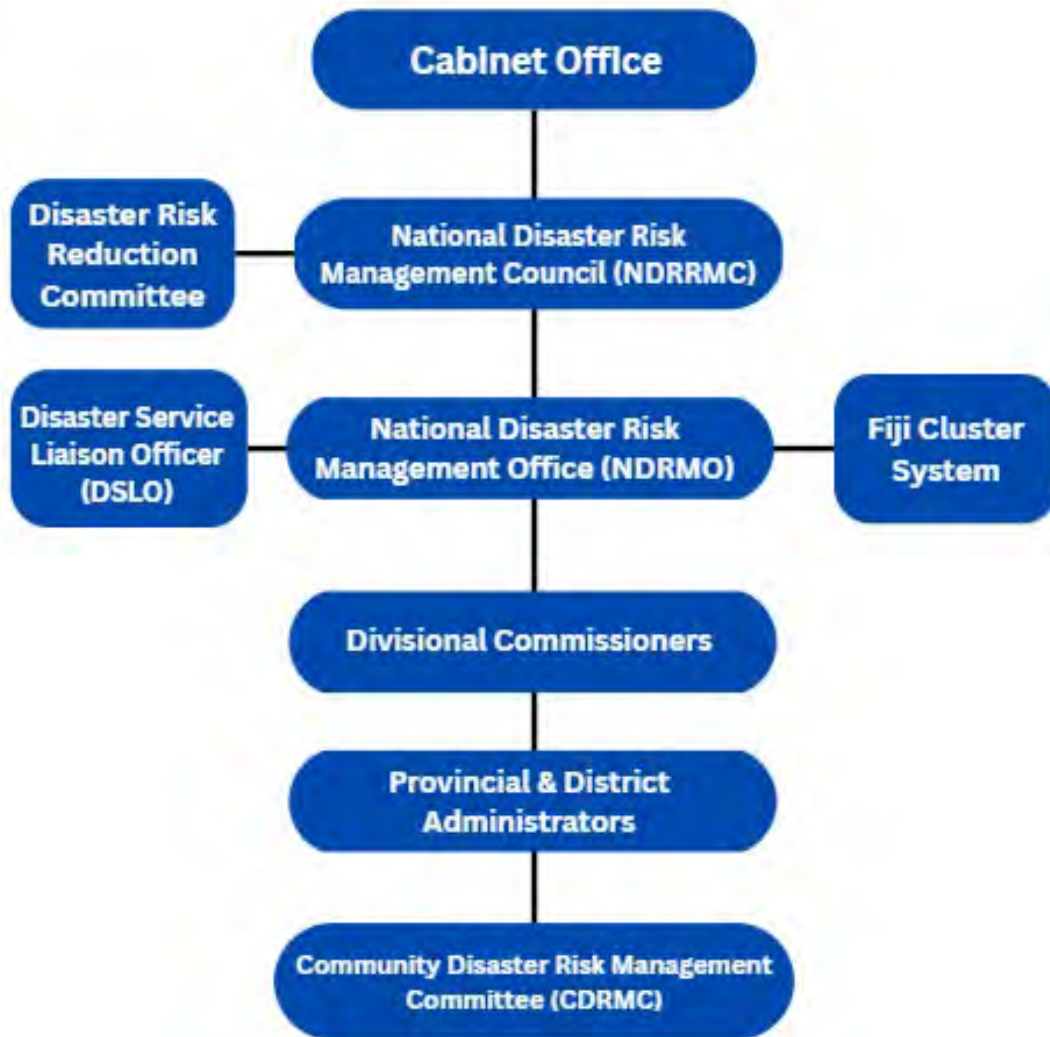 Cabinet Office
Disaster Risk
Reduction
Committee
National Disaster Risk
Management Council (NDRRMC)
Disaster Service
Liaison Officer
(DSLO)
National Disaster Risk
Management Office (NDRMO)
Fiji Cluster
System
Divisional Commissioners
Provincial & District
Administrators
Community Disaster Risk Management
Committee (CDRMC)